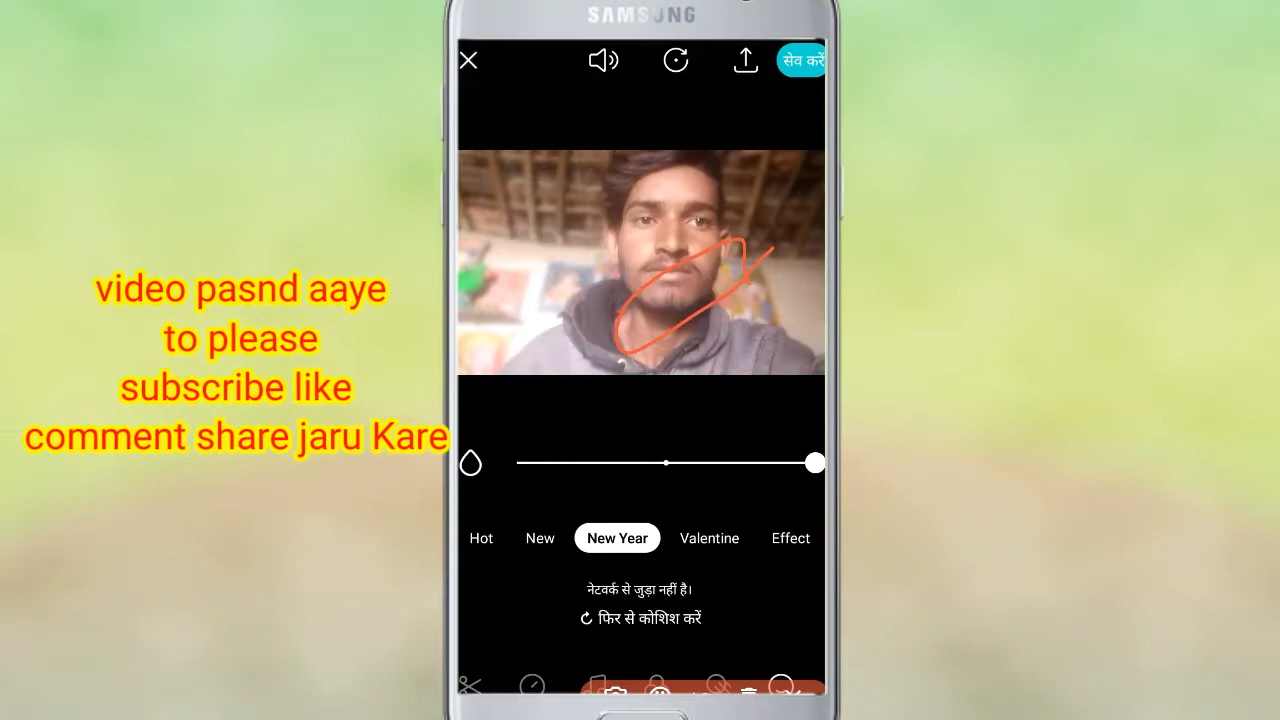 SAMSUNG
सेव करें
video pasnd aaye
to please
subscribe like
comment share jaru Kare
Hot New New Year Valentine Effect
नेटवर्क से जुड़ा नहीं है।
फिर से कोशिश करें